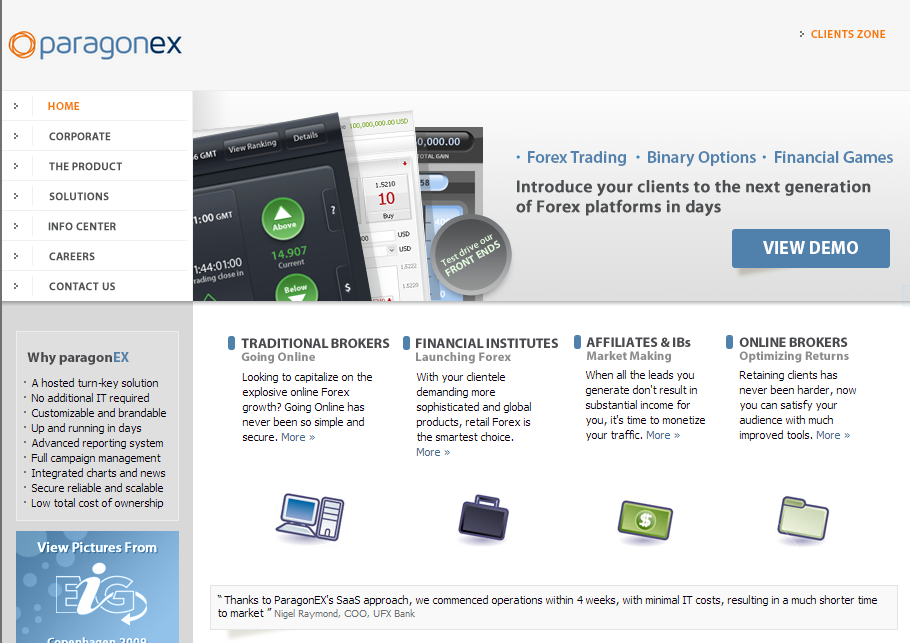 paragonex
CLIENTS ZONE
HOME
CORPORATE
THE PRODUCT
SOLUTIONS
INFO CENTER
CAREERS
CONTACT US
6 GMT
View Ranking
Details
100,000,000.00 USD
0,000.00
TOTAL GAIN
1:00 GMT
Above
?
14.907
Current
1:44:01:00
rading close in
Below
$
1.5210
10
Buy
58
00
USD
USD
1.5222
1.5220
Test drive our
FRONT ENDS
· Forex Trading · Binary Options · Financial Games
Introduce your clients to the next generation
of Forex platforms in days
VIEW DEMO
Why paragonEX
· A hosted turn-key solution
· No additional IT required
· Customizable and brandable
· Up and running in days
· Advanced reporting system
· Full campaign management
· Integrated charts and news
· Secure reliable and scalable
· Low total cost of ownership
View Pictures From
EiG
Copenhagen 2009
TRADITIONAL BROKERS
Going Online
Looking to capitalize on the
explosive online Forex
growth? Going Online has
never been so simple and
secure. More »
FINANCIAL INSTITUTES
Launching Forex
With your clientele
demanding more
sophisticated and global
products, retail Forex is
the smartest choice.
More »
AFFILIATES & IBs
Market Making
When all the leads you
generate don't result in
substantial income for
you, it's time to monetize
your traffic. More »
ONLINE BROKERS
Optimizing Returns
Retaining clients has
never been harder, now
you can satisfy your
audience with much
improved tools. More »
$
“ Thanks to ParagonEX's SaaS approach, we commenced operations within 4 weeks, with minimal IT costs, resulting in a much shorter time
to market ” Nigel Raymond, COO, UFX Bank